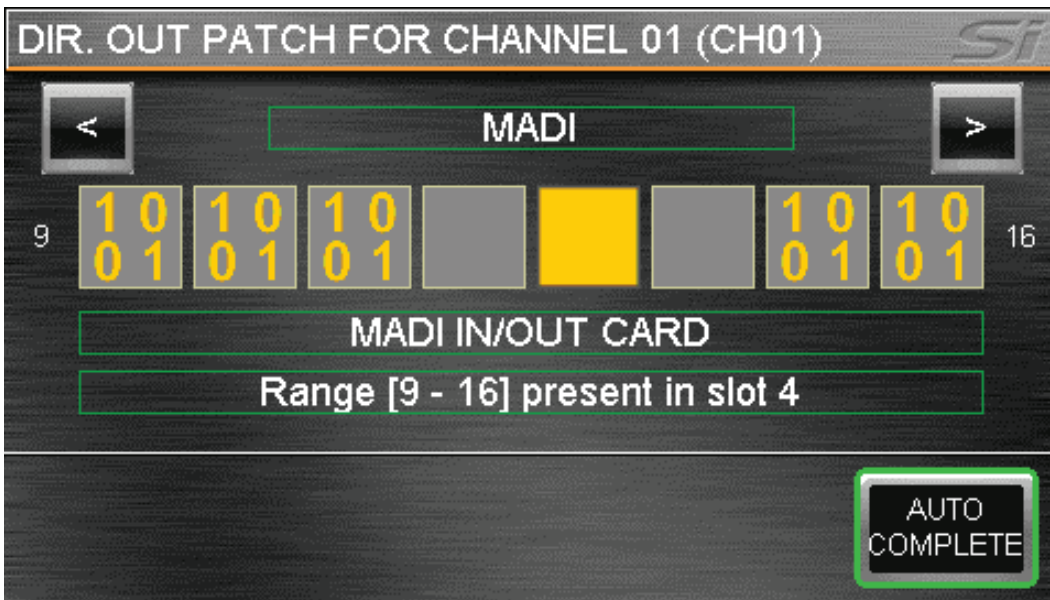 DIR. OUT PATCH FOR CHANNEL 01 (CH01)
Si
<
MADI
>
9
1 0 1 0 1 0 1 0 1 0
0 1 0 1 0 1 0 1 0 1
16
MADI IN/OUT CARD
Range [9 - 16] present in slot 4
AUTO
COMPLETE